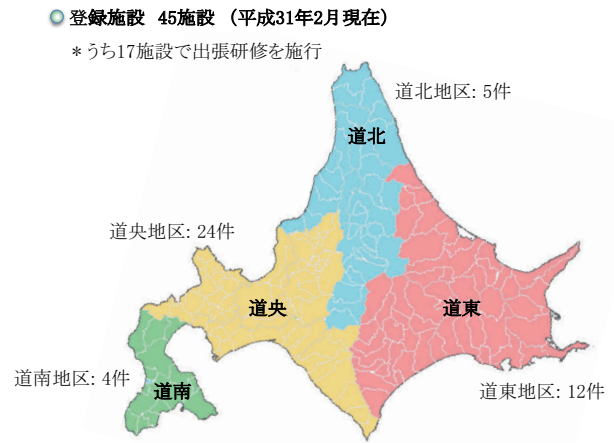 登録施設 45施設 (平成31年2月現在)
*うち17施設で出張研修を施行
道北地区: 5件
道北
道央地区: 24件
道央
道東
道南地区: 4件
道南
道東地区: 12件